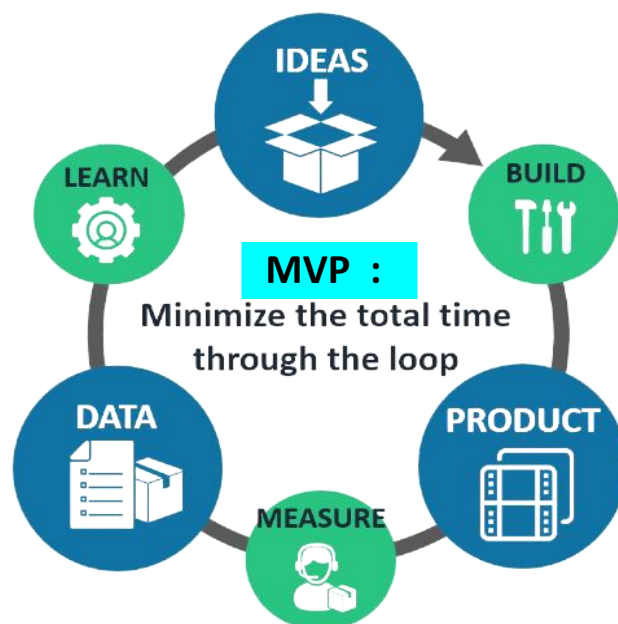 IDEAS
LEARN
BUILD
MVP :
Minimize the total time
through the loop
DATA
PRODUCT
MEASURE